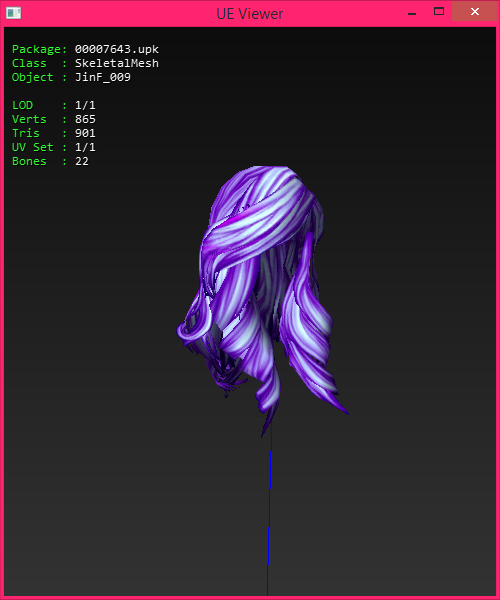 UE Viewer
Package: 00007643.upk
Class  : SkeletalMesh
Object : JinF_009
LOD    : 1/1
Verts  : 865
Tris   : 901
UV Set : 1/1
Bones  : 22